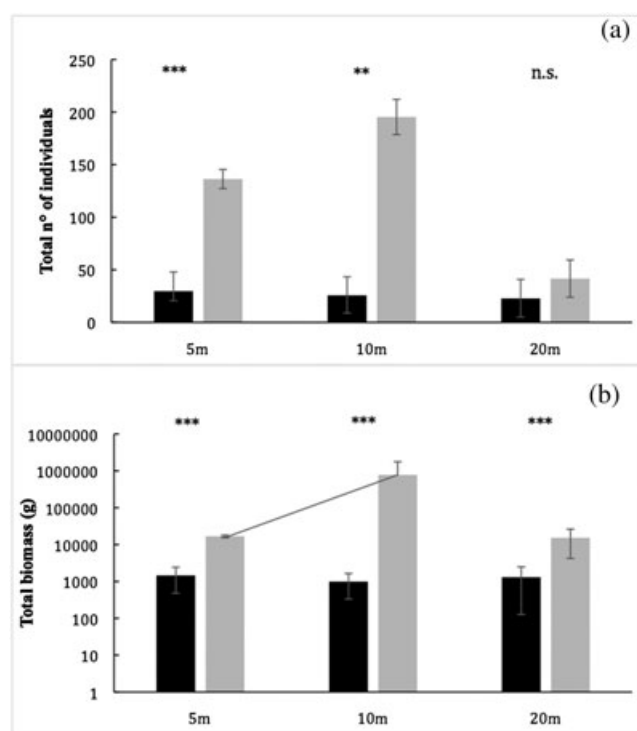 (a)
250
200
150
100
50
0
Total n° of individuals
*** ** n.s.
5m 10m 20m
(b)
10000000
1000000
100000
10000
1000
100
10
1
Total biomass (g)
*** *** ***
5m 10m 20m